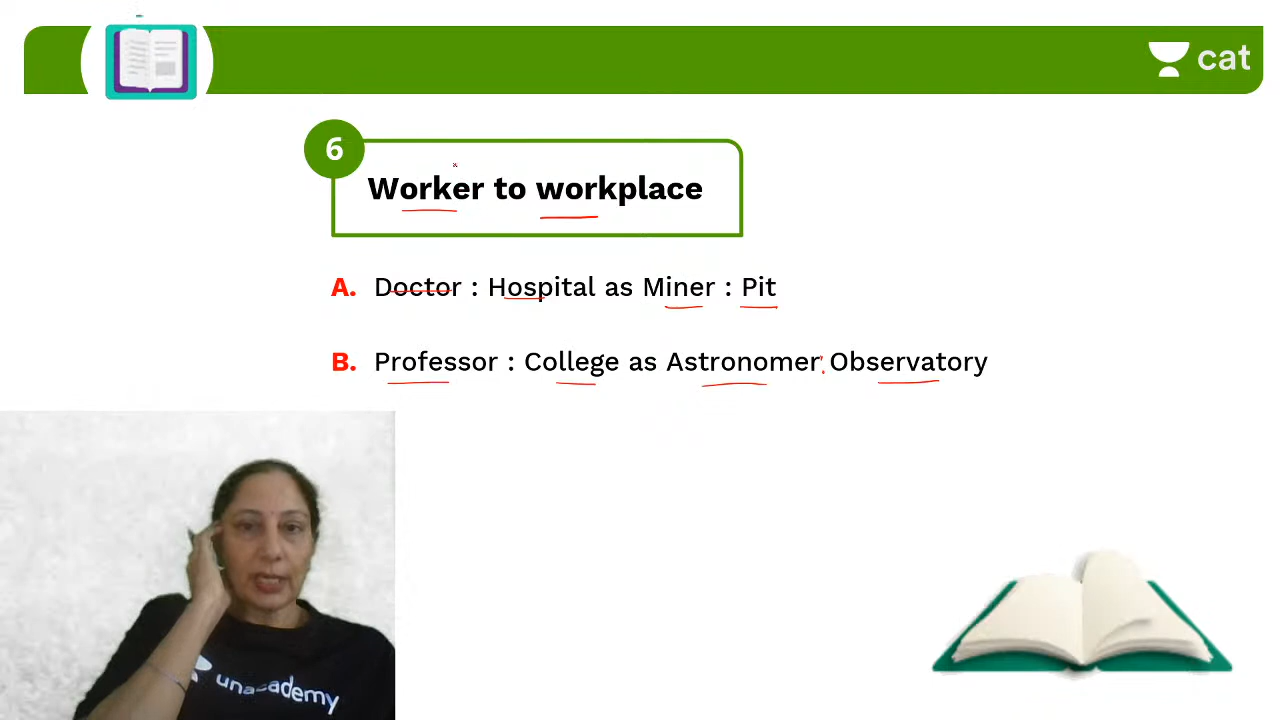 cat
6
Worker to workplace
A. Doctor : Hospital as Miner : Pit
B. Professor : College as Astronomer : Observatory
unacademy